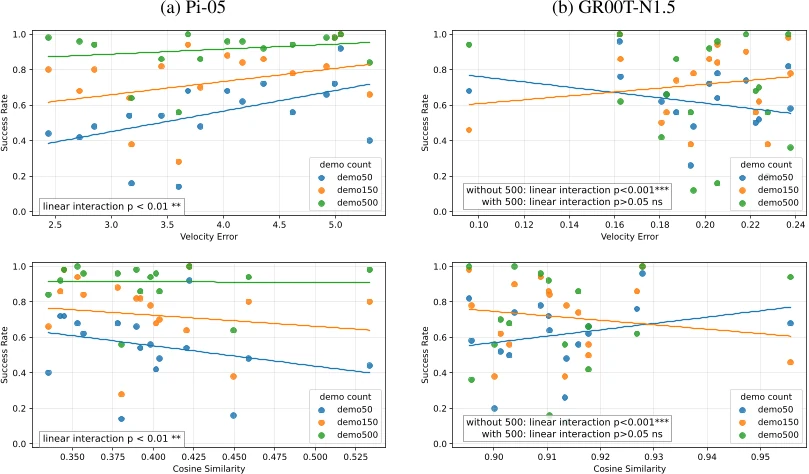 (a) Pi-05
(b) GR00T-N1.5
1.0
0.8
0.6
0.4
0.2
0.0
Success Rate
demo count
demo50
demo150
demo500
linear interaction p < 0.01 **
2.5 3.0 3.5 4.0 4.5 5.0
Velocity Error
1.0
0.8
0.6
0.4
0.2
0.0
Success Rate
demo count
demo50
demo150
demo500
without 500: linear interaction p<0.001***
with 500: linear interaction p>0.05 ns
0.10 0.12 0.14 0.16 0.18 0.20 0.22 0.24
Velocity Error
1.0
0.8
0.6
0.4
0.2
0.0
Success Rate
demo count
demo50
demo150
demo500
linear interaction p < 0.01 **
0.350 0.375 0.400 0.425 0.450 0.475 0.500 0.525
Cosine Similarity
1.0
0.8
0.6
0.4
0.2
0.0
Success Rate
demo count
demo50
demo150
demo500
without 500: linear interaction p<0.001***
with 500: linear interaction p>0.05 ns
0.90 0.91 0.92 0.93 0.94 0.95
Cosine Similarity